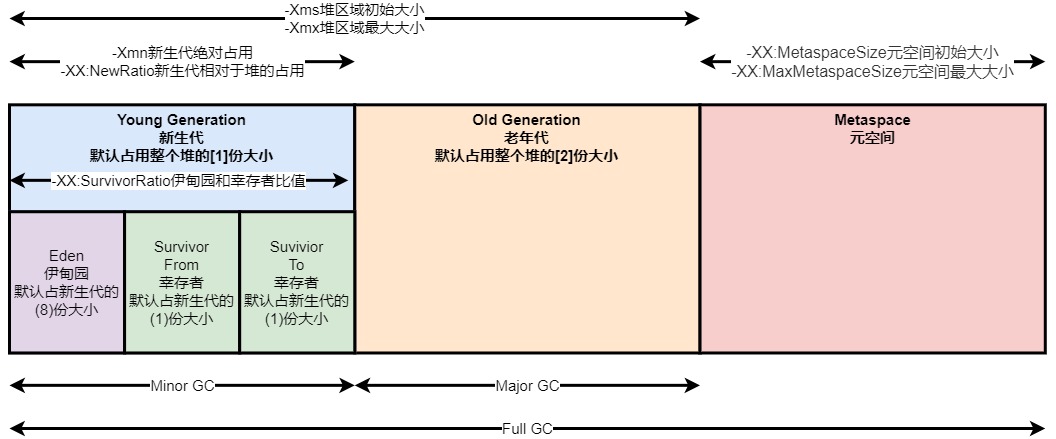 -Xms堆区域初始大小
-Xmx堆区域最大大小
-Xmn新生代绝对占用
-XX:NewRatio新生代相对于堆的占用
-XX:MetaspaceSize元空间初始大小
-XX:MaxMetaspaceSize元空间最大大小
Young Generation
新生代
默认占用整个堆的[1]份大小
-XX:SurvivorRatio伊甸园和幸存者比值
Old Generation
老年代
默认占用整个堆的[2]份大小
Metaspace
元空间
Eden
伊甸园
默认占新生代的
(8)份大小
Survivor
From
幸存者
默认占新生代的
(1)份大小
Suvivior
To
幸存者
默认占新生代的
(1)份大小
Minor GC
Major GC
Full GC